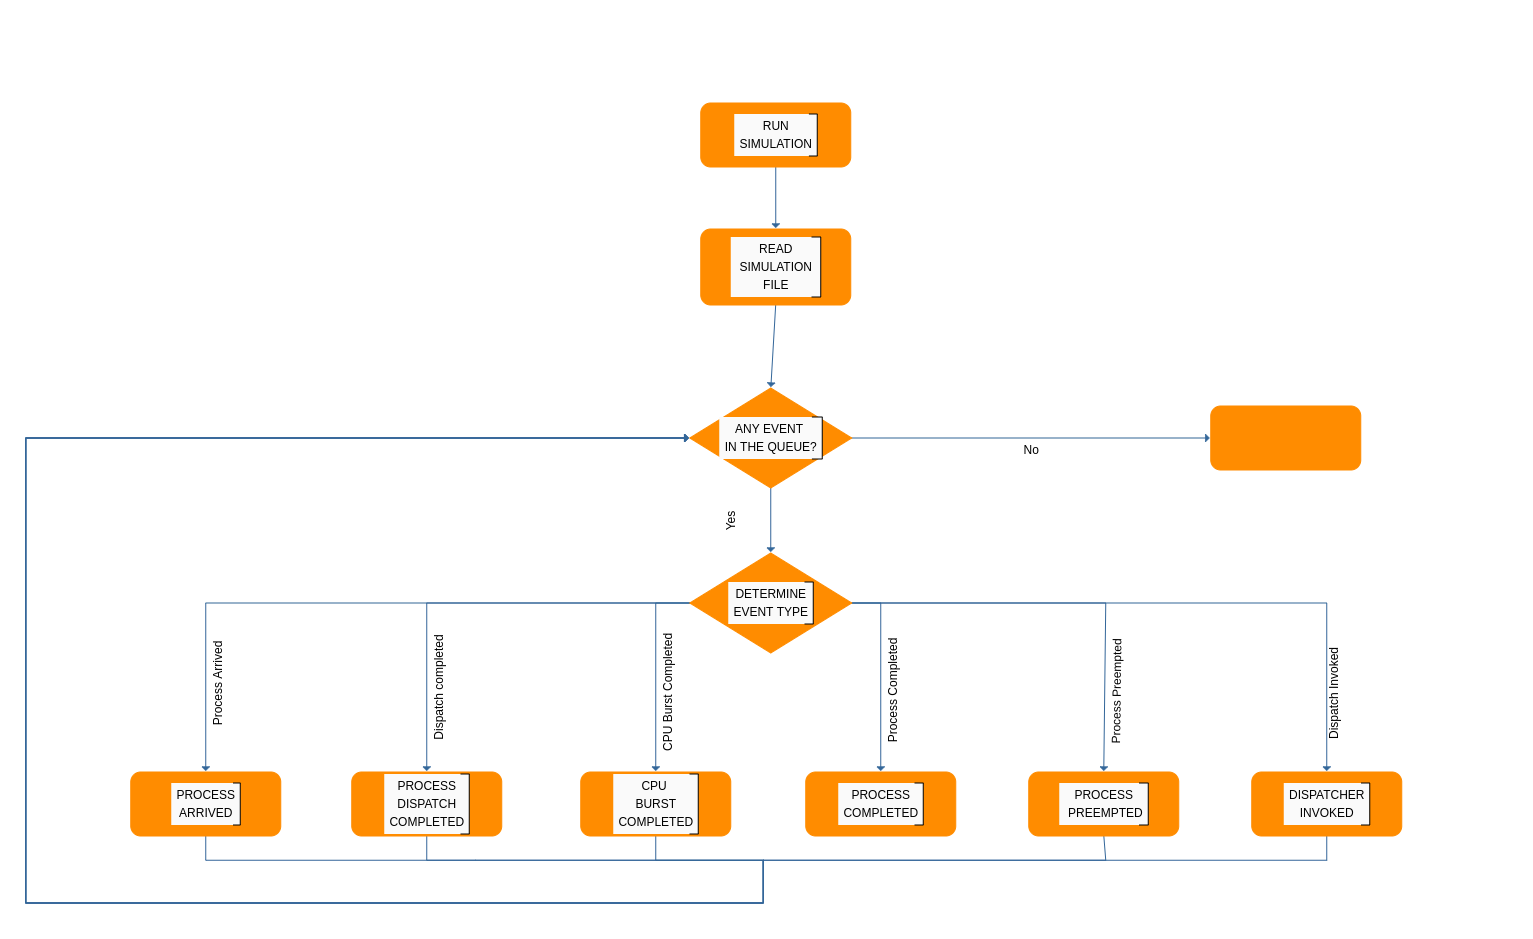 RUN
SIMULATION
READ
SIMULATION
FILE
ANY EVENT
IN THE QUEUE?
No
Yes
DETERMINE
EVENT TYPE
Process Arrived
Dispatch completed
CPU Burst Completed
Process Completed
Process Preempted
Dispatch Invoked
PROCESS
ARRIVED
PROCESS
DISPATCH
COMPLETED
CPU
BURST
COMPLETED
PROCESS
COMPLETED
PROCESS
PREEMPTED
DISPATCHER
INVOKED